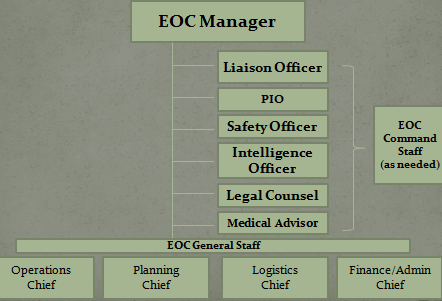 EOC Manager
Liaison Officer
PIO
Safety Officer
Intelligence
Officer
Legal Counsel
Medical Advisor
EOC
Command
Staff
(as needed)
EOC General Staff
Operations
Chief
Planning
Chief
Logistics
Chief
Finance/Admin
Chief